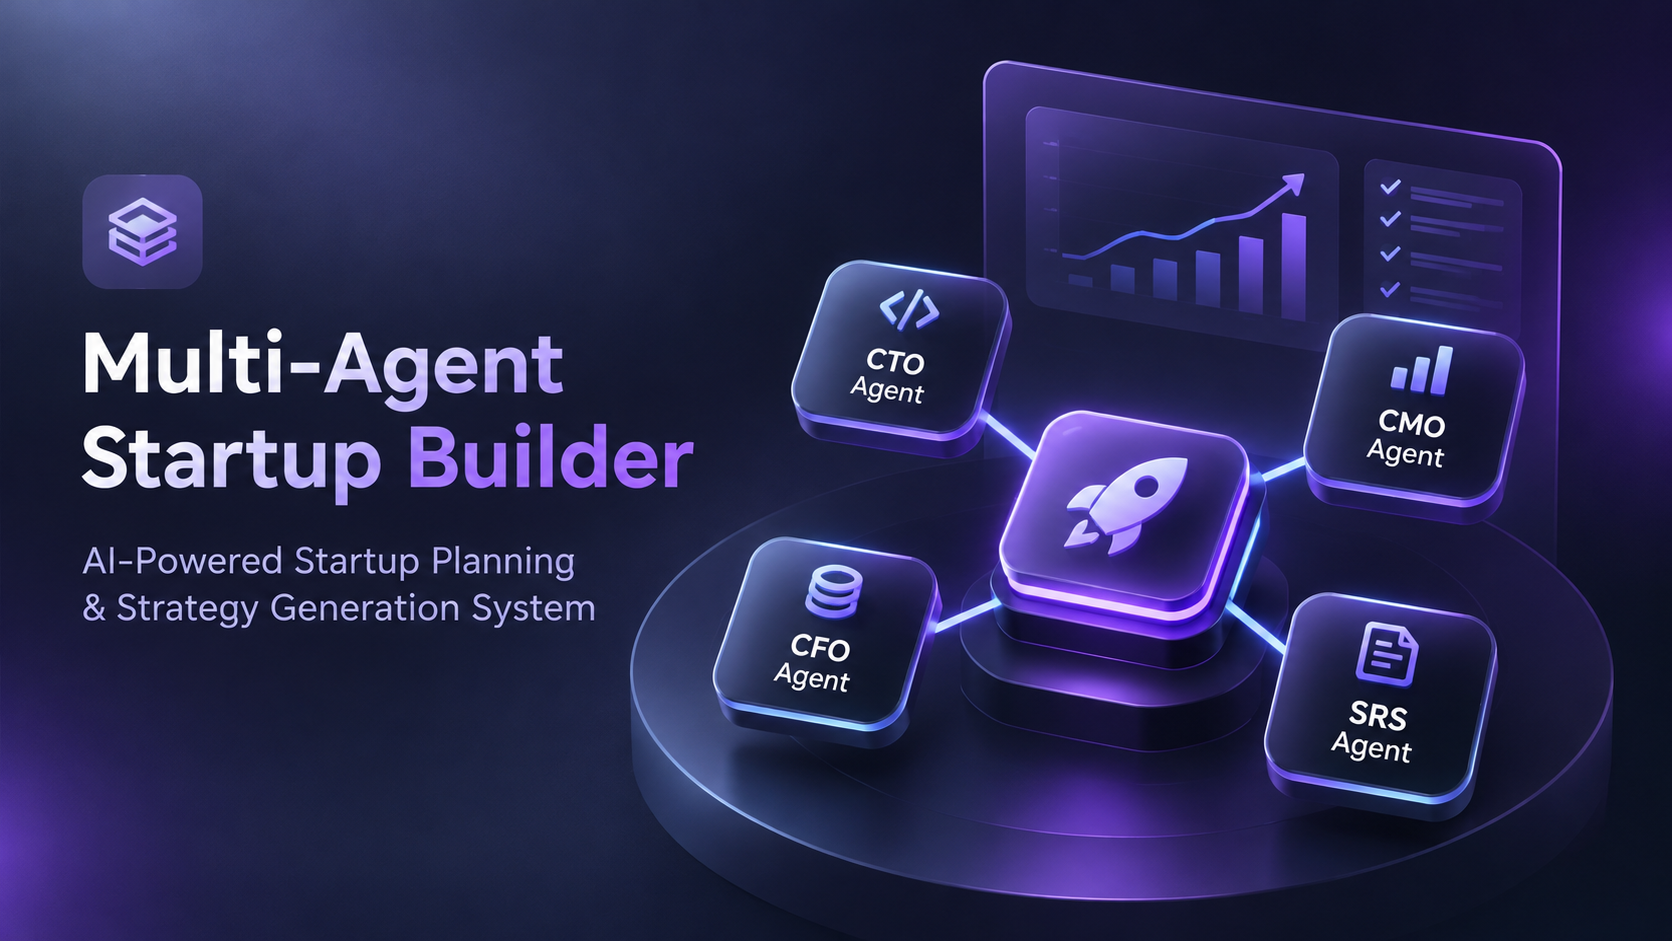 Multi-Agent
Startup Builder
AI-Powered Startup Planning
& Strategy Generation System
CTO
Agent
CMO
Agent
CFO
Agent
SRS
Agent